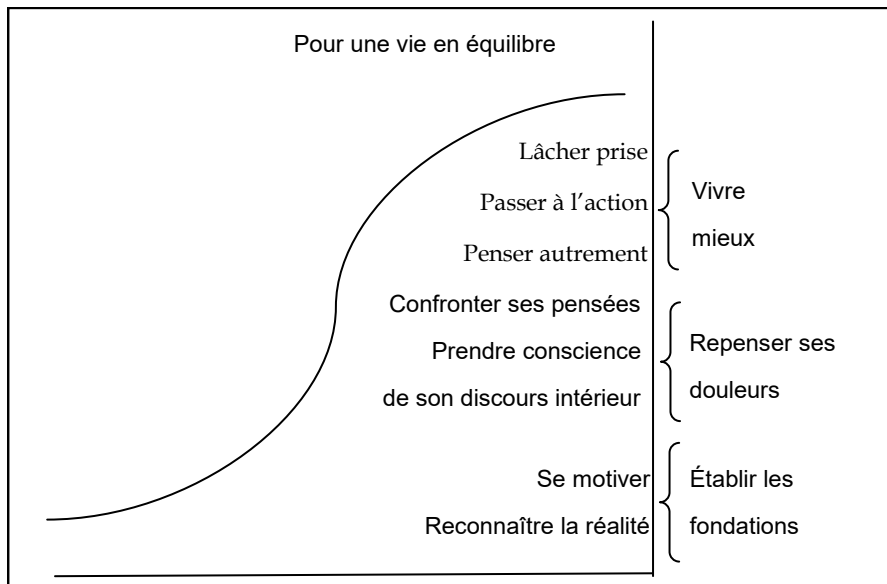 Pour une vie en équilibre
Lâcher prise
Passer à l’action
Penser autrement
Vivre
mieux
Confronter ses pensées
Prendre conscience
de son discours intérieur
Repenser ses
douleurs
Se motiver
Reconnaître la réalité
Établir les
fondations